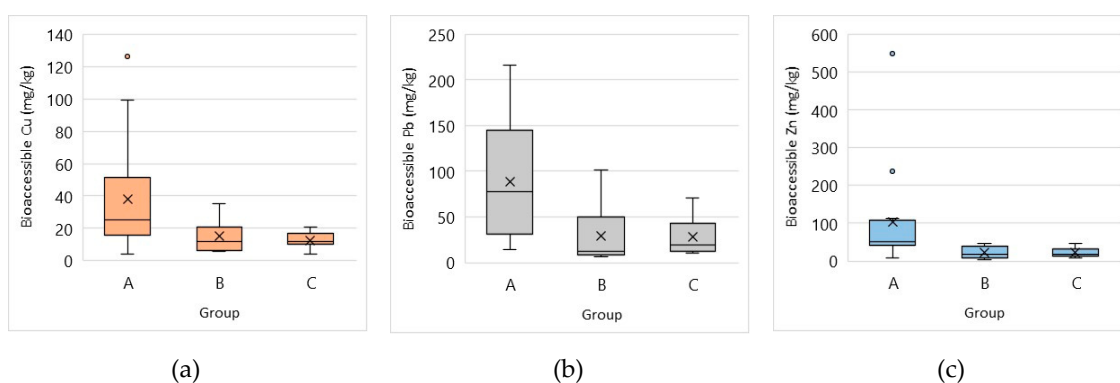 Bioaccessible Cu (mg/kg)
140
120
100
80
60
40
20
0
A B C
Group
(a)
Bioaccessible Pb (mg/kg)
250
200
150
100
50
0
A B C
Group
(b)
Bioaccessible Zn (mg/kg)
600
500
400
300
200
100
0
A B C
Group
(c)